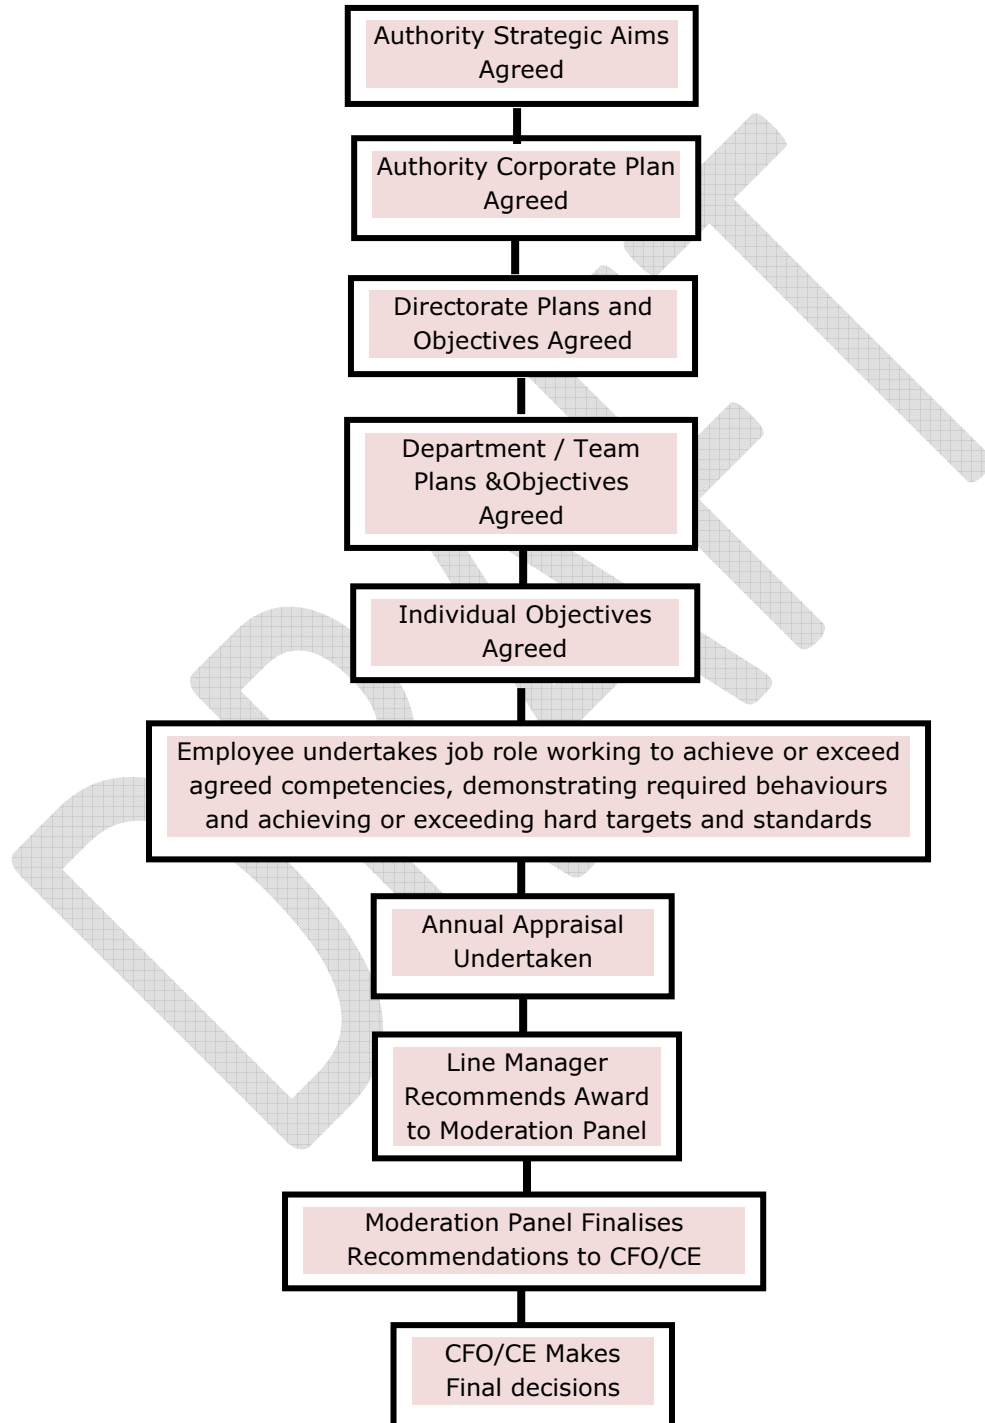 Authority Strategic Aims
Agreed
Authority Corporate Plan
Agreed
Directorate Plans and
Objectives Agreed
Department / Team
Plans &Objectives
Agreed
Individual Objectives
Agreed
Employee undertakes job role working to achieve or exceed
agreed competencies, demonstrating required behaviours
and achieving or exceeding hard targets and standards
Annual Appraisal
Undertaken
Line Manager
Recommends Award
to Moderation Panel
Moderation Panel Finalises
Recommendations to CFO/CE
CFO/CE Makes
Final decisions
DRAFT